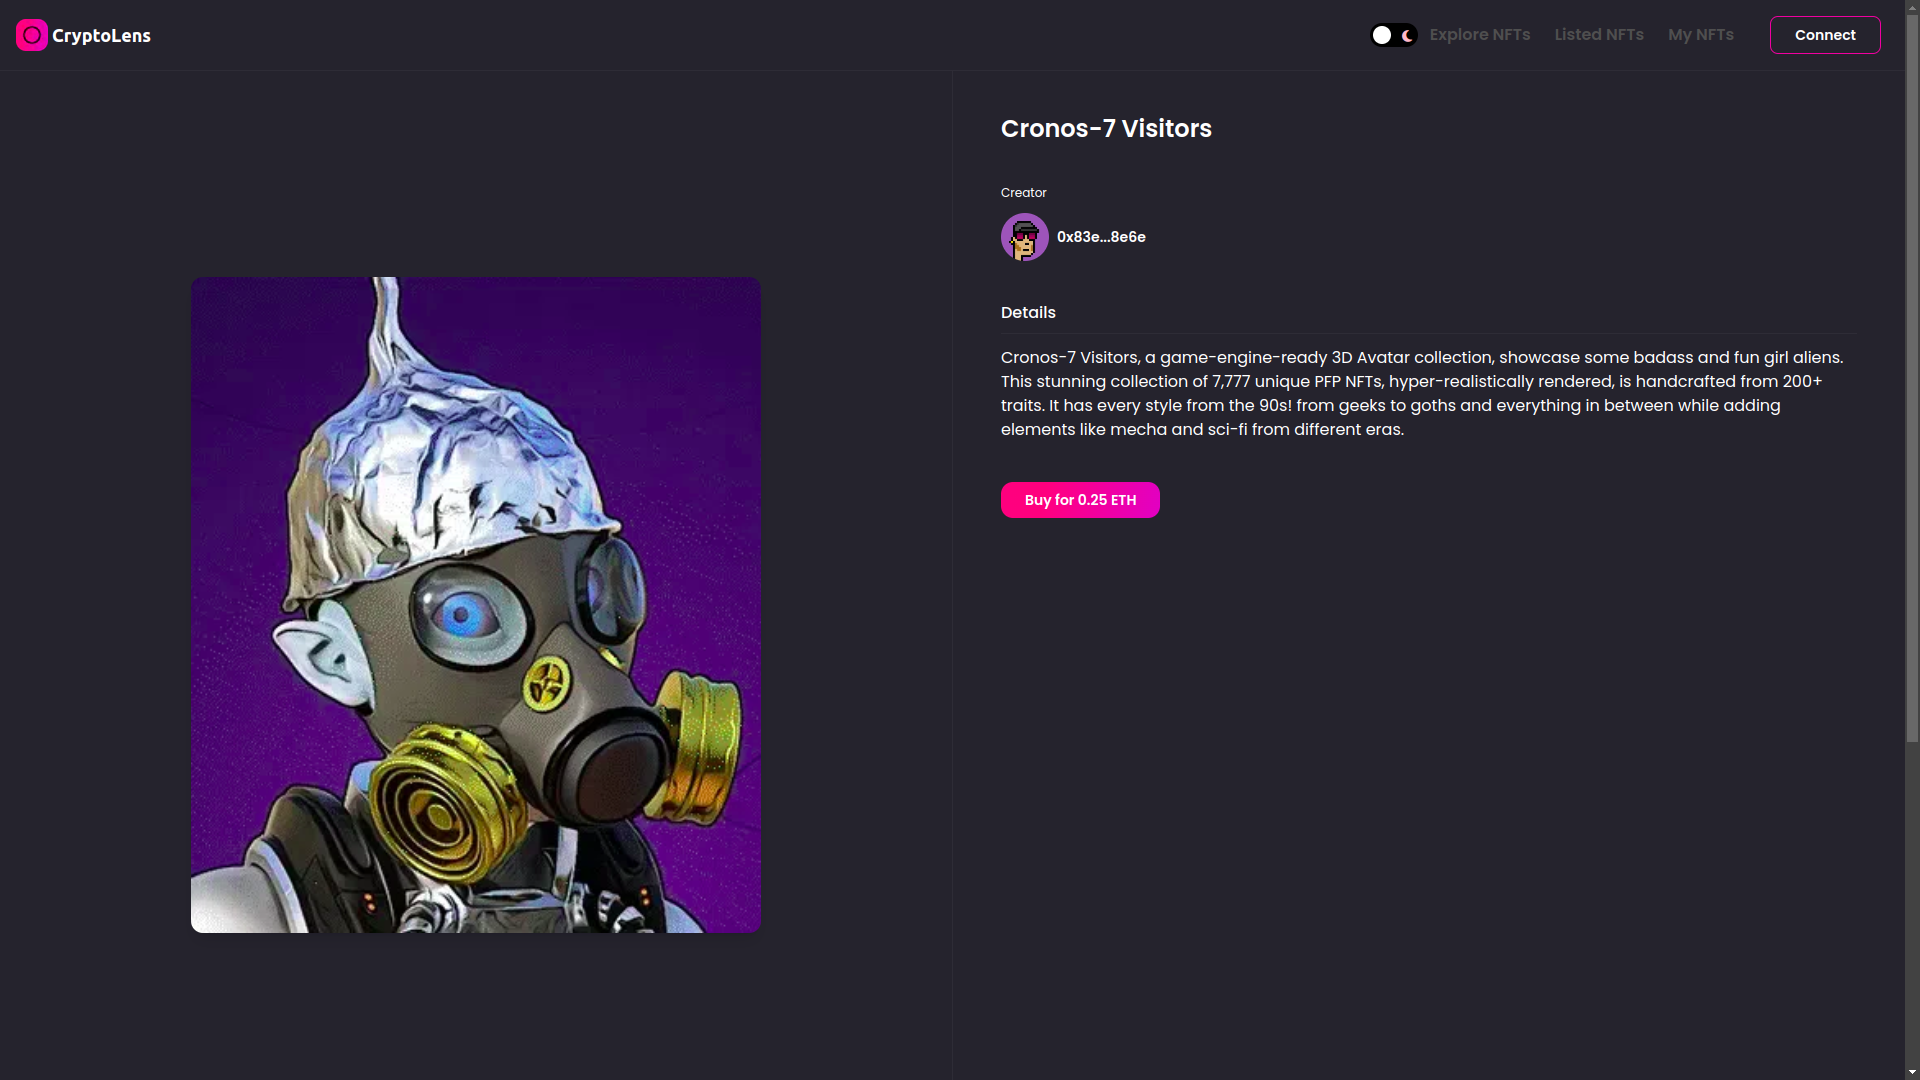 CryptoLens
Explore NFTs
Listed NFTs
My NFTs
Connect
Cronos-7 Visitors
Creator
0x83e...8e6e
Details
Cronos-7 Visitors, a game-engine-ready 3D Avatar collection, showcase some badass and fun girl aliens.
This stunning collection of 7,777 unique PFP NFTs, hyper-realistically rendered, is handcrafted from 200+
traits. It has every style from the 90s! from geeks to goths and everything in between while adding
elements like mecha and sci-fi from different eras.
Buy for 0.25 ETH